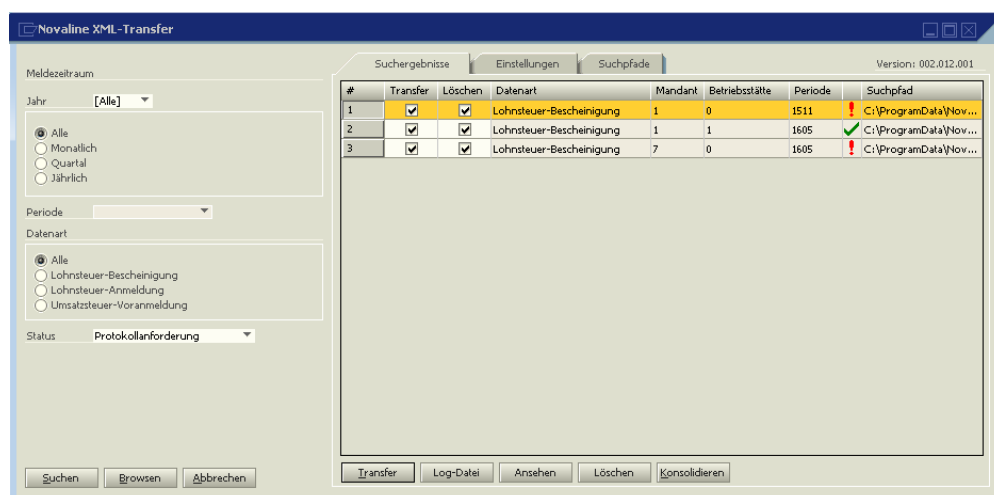 Novaline XML-Transfer
Meldezeitraum
Jahr [Alle]
Alle
Monatlich
Quartal
Jährlich
Periode
Datenart
Alle
Lohnsteuer-Bescheinigung
Lohnsteuer-Anmeldung
Umsatzsteuer-Voranmeldung
Status Protokollanforderung
Suchen Browsen Abbrechen
Suchergebnisse Einstellungen Suchpfade Version: 002.012.001
# Transfer Löschen Datenart Mandant Betriebsstätte Periode Suchpfad
1 Lohnsteuer-Bescheinigung 1 0 1511 C:\ProgramData\Nov...
2 Lohnsteuer-Bescheinigung 1 1 1605 C:\ProgramData\Nov...
3 Lohnsteuer-Bescheinigung 7 0 1605 C:\ProgramData\Nov...
Transfer Log-Datei Ansehen Löschen Konsolidieren